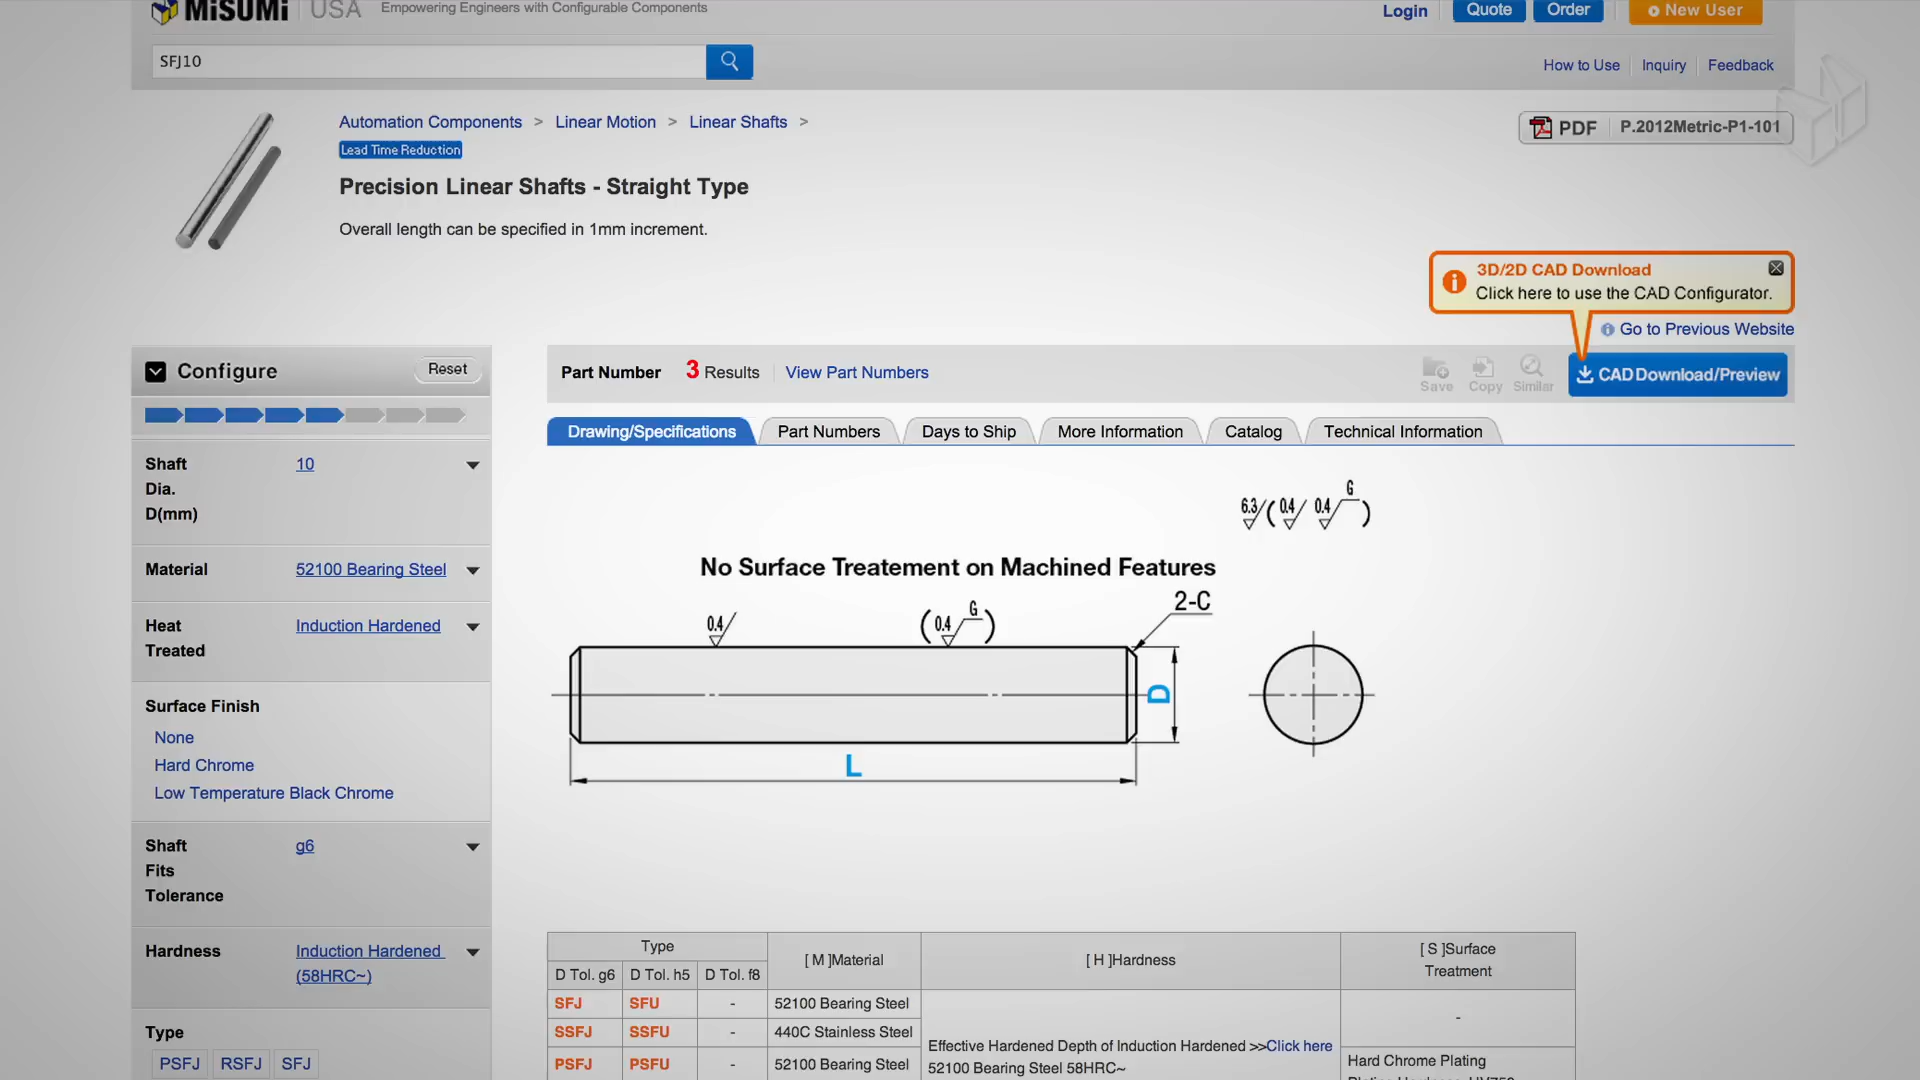 MiSUMi USA Empowering Engineers with Configurable Components
Login Quote Order New User
SFJ10
How to Use Inquiry Feedback
Automation Components > Linear Motion > Linear Shafts >
Lead Time Reduction
PDF P.2012Metric-P1-101
Precision Linear Shafts - Straight Type
Overall length can be specified in 1mm increment.
3D/2D CAD Download
Click here to use the CAD Configurator.
Go to Previous Website
Configure Reset
Part Number 3 Results View Part Numbers
Save Copy Similar
CAD Download/Preview
Drawing/Specifications Part Numbers Days to Ship More Information Catalog Technical Information
Shaft Dia. D(mm) 10
Material 52100 Bearing Steel
Heat Treated Induction Hardened
Surface Finish
None
Hard Chrome
Low Temperature Black Chrome
Shaft Fits Tolerance g6
Hardness Induction Hardened (58HRC~)
Type
PSFJ RSFJ SFJ
6.3 ( 0.4 0.4 G )
No Surface Treatement on Machined Features
0.4 ( 0.4 G ) 2-C
D
L
Type [ M ]Material [ H ]Hardness [ S ]Surface Treatment
D Tol. g6 D Tol. h5 D Tol. f8
SFJ SFU - 52100 Bearing Steel -
SSFJ SSFU - 440C Stainless Steel
PSFJ PSFU - 52100 Bearing Steel
Effective Hardened Depth of Induction Hardened >>Click here
52100 Bearing Steel 58HRC~
Hard Chrome Plating